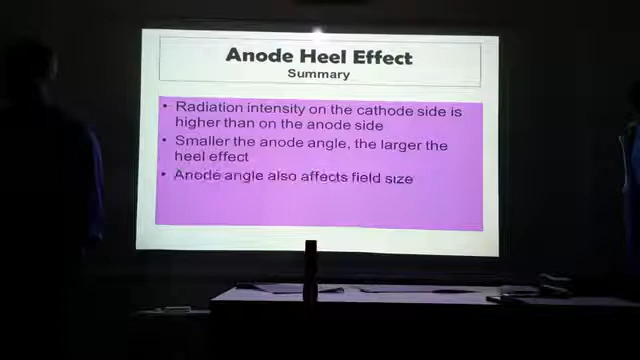 Anode Heel Effect
Summary
• Radiation intensity on the cathode side is
higher than on the anode side
• Smaller the anode angle, the larger the
heel effect
• Anode angle also affects field size